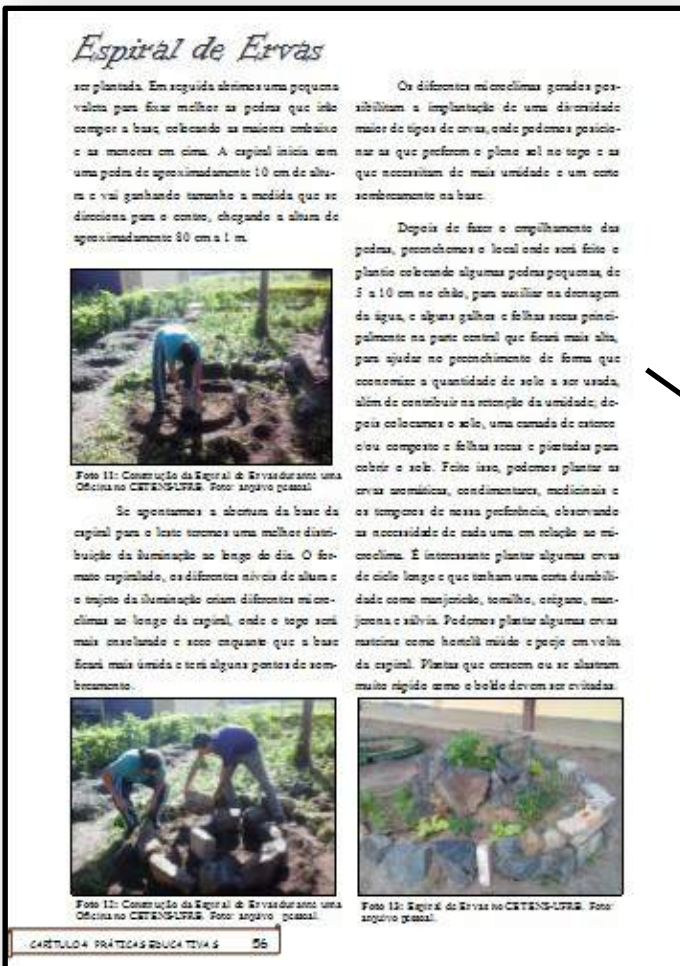 Espiral de Ervas
ser plantada. Em seguida abrimos uma pequena
valeta para fixar melhor as pedras que irão
compor a base, colocando as maiores embaixo
e as menores em cima. A espiral inicia com
uma pedra de aproximadamente 10 cm de altu-
ra e vai ganhando tamanho a medida que se
direciona para o centro, chegando a altura de
aproximadamente 80 cm a 1 m.
Foto 11: Construção da Espiral de Ervas durante uma
Oficina no CETENS-UFRB. Foto: arquivo pessoal
Se apontarmos a abertura da base da
espiral para o leste teremos uma melhor distri-
buição da iluminação ao longo do dia. O for-
mato espiralado, os diferentes níveis de altura e
o trajeto da iluminação criam diferentes micro-
climas ao longo da espiral, onde o topo será
mais ensolarado e seco enquanto que a base
ficará mais úmida e terá alguns pontos de som-
breamento.
Foto 12: Construção da Espiral de Ervas durante uma
Oficina no CETENS-UFRB. Foto: arquivo pessoal.
Os diferentes microclimas gerados pos-
sibilitam a implantação de uma diversidade
maior de tipos de ervas, onde podemos posicio-
nar as que preferem o pleno sol no topo e as
que necessitam de mais umidade e um certo
sombreamento na base.
Depois de fazer o empilhamento das
pedras, preenchemos o local onde será feito o
plantio colocando algumas pedras pequenas, de
5 a 10 cm no chão, para auxiliar na drenagem
da água, e alguns galhos e folhas secas princi-
palmente na parte central que ficará mais alta,
para ajudar no preenchimento de forma que
economize a quantidade de solo a ser usada,
além de contribuir na retenção da umidade; de-
pois colocamos o solo, uma camada de esterco
e/ou composto e folhas secas e picotadas para
cobrir o solo. Feito isso, podemos plantar as
ervas aromáticas, condimentares, medicinais e
os temperos de nossa preferência, observando
as necessidade de cada uma em relação ao mi-
croclima. É interessante plantar algumas ervas
de ciclo longo e que tenham uma certa durabili-
dade como manjericão, tomilho, orégano, man-
jerona e sálvia. Podemos plantar algumas ervas
rasteiras como hortelã miúdo e poejo em volta
da espiral. Plantas que crescem ou se alastram
muito rápido como o boldo devem ser evitadas.
Foto 13: Espiral de Ervas no CETENS-UFRB. Foto:
arquivo pessoal.
CAPÍTULO 4 PRÁTICAS EDUCATIVAS 56